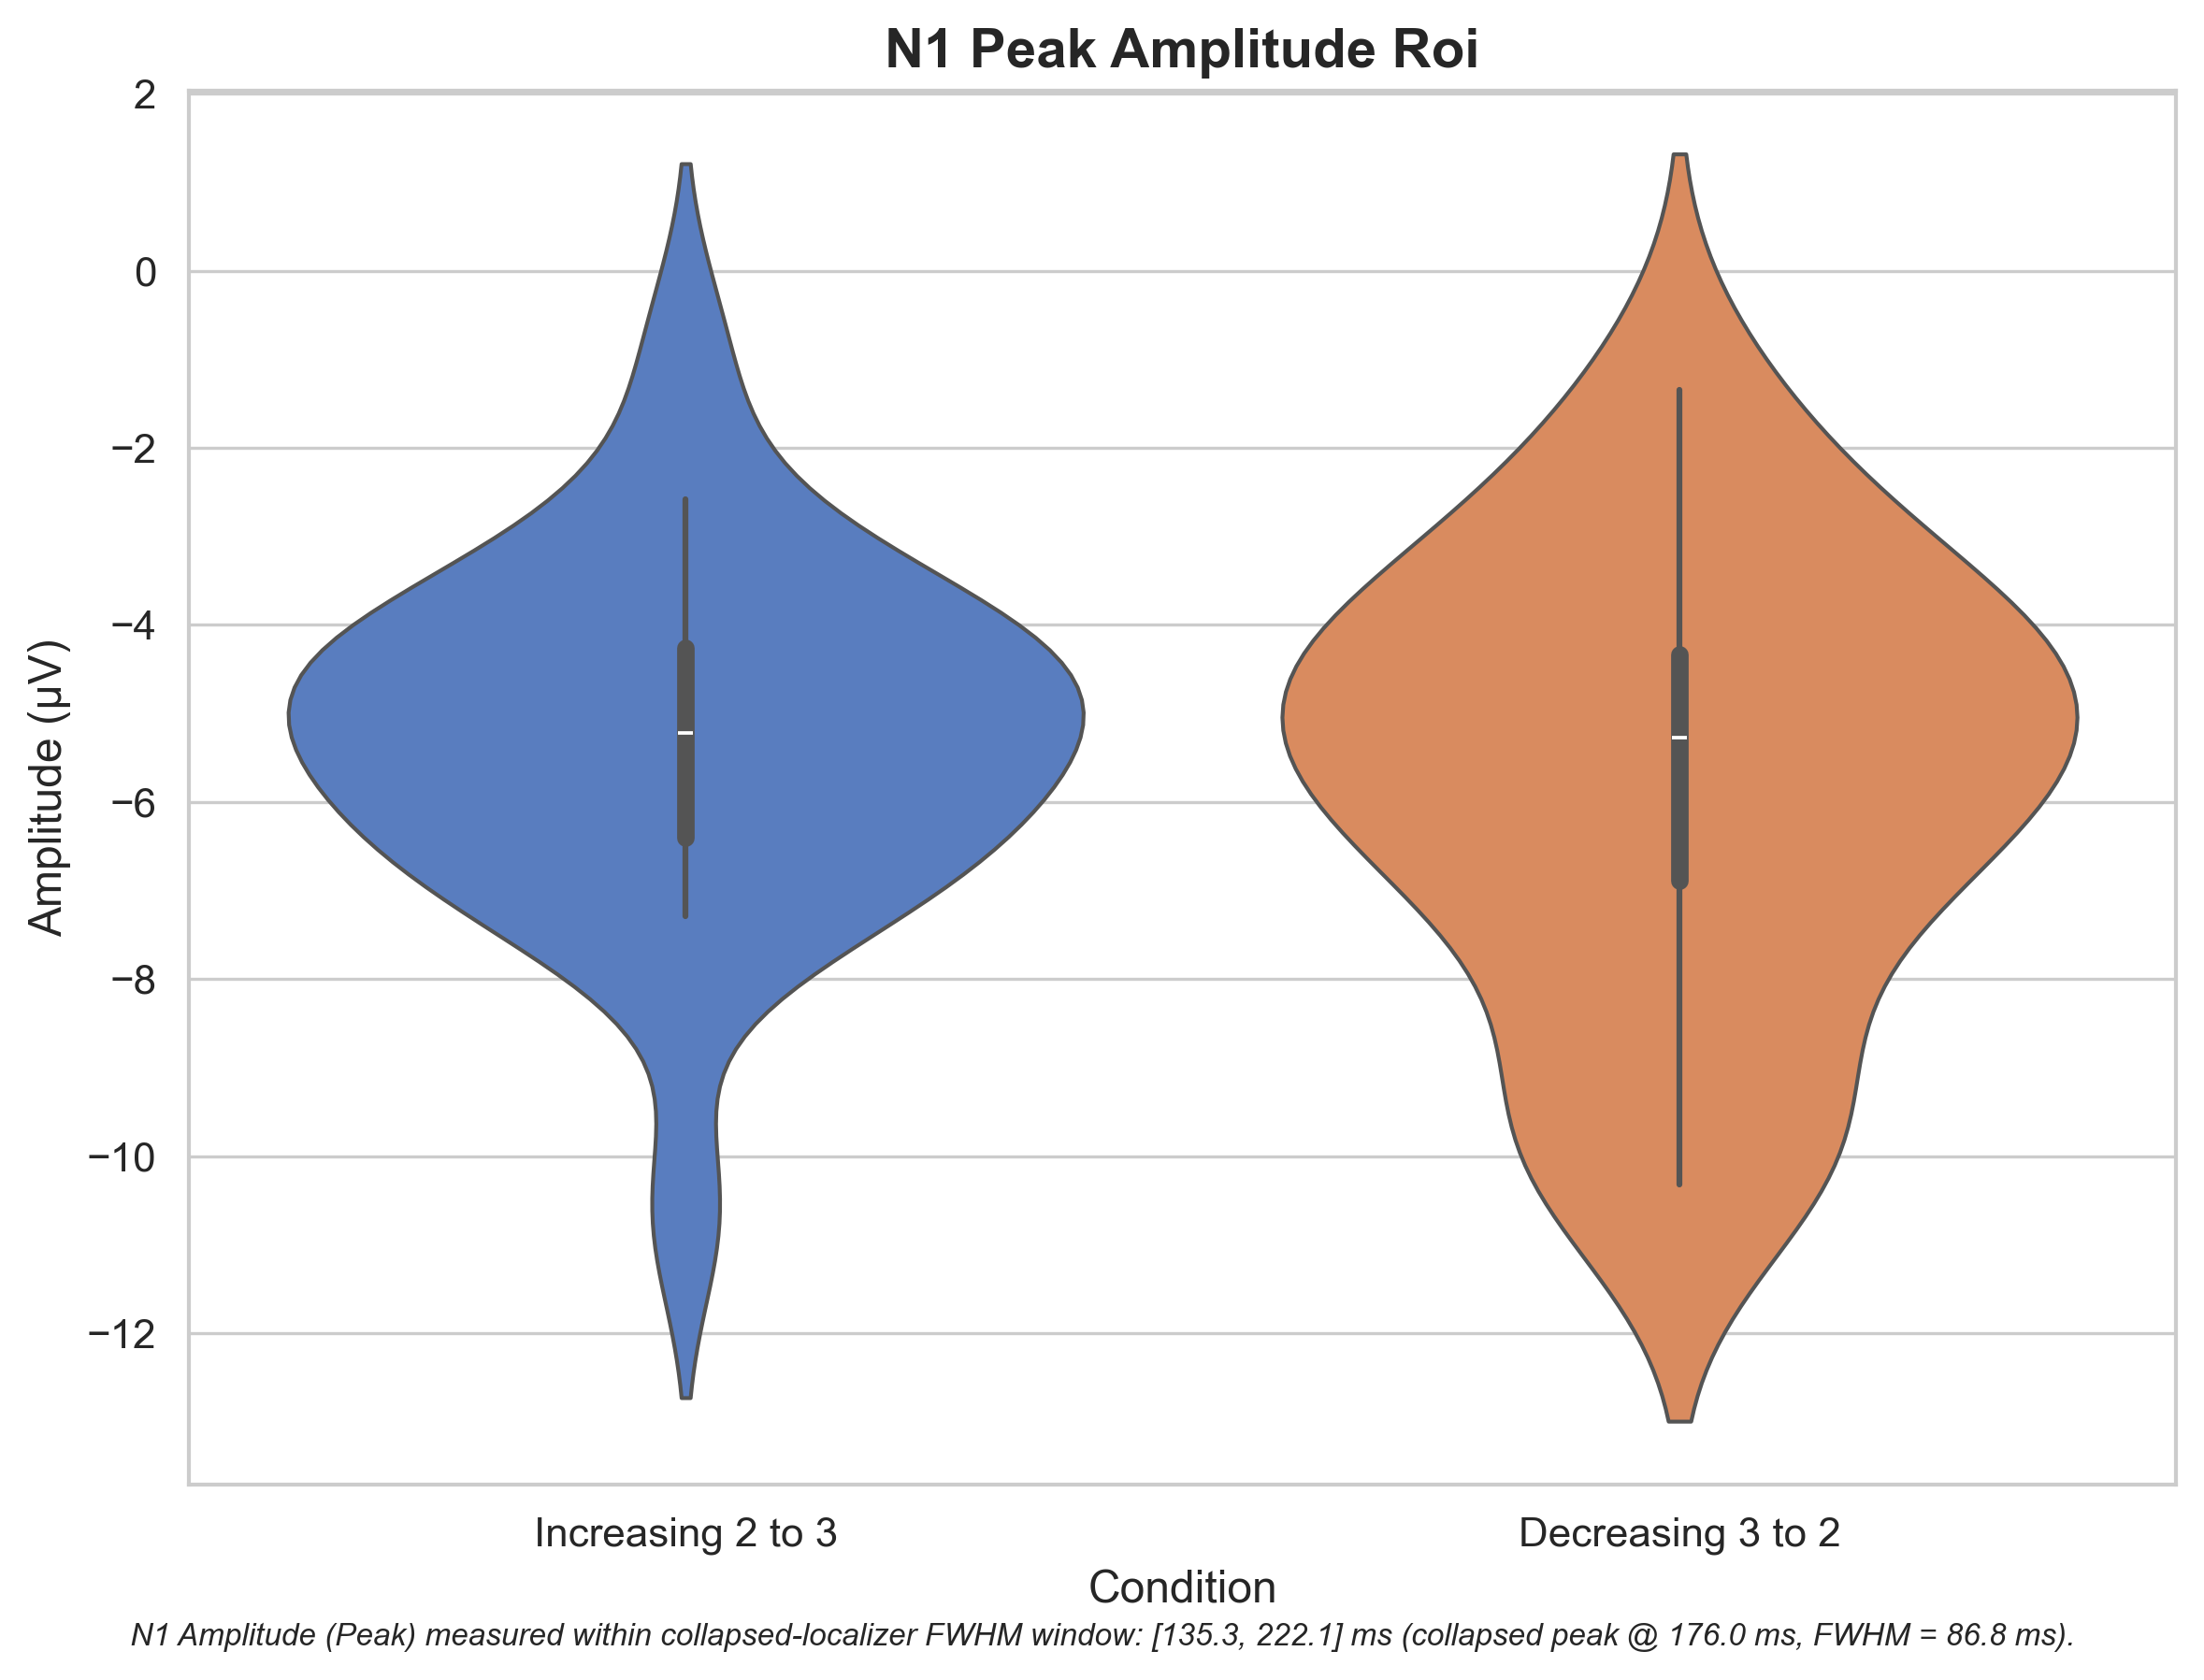 N1 Peak Amplitude Roi
2
0
−2
−4
−6
−8
−10
−12
Amplitude (µV)
Increasing 2 to 3
Decreasing 3 to 2
Condition
N1 Amplitude (Peak) measured within collapsed-localizer FWHM window: [135.3, 222.1] ms (collapsed peak @ 176.0 ms, FWHM = 86.8 ms).